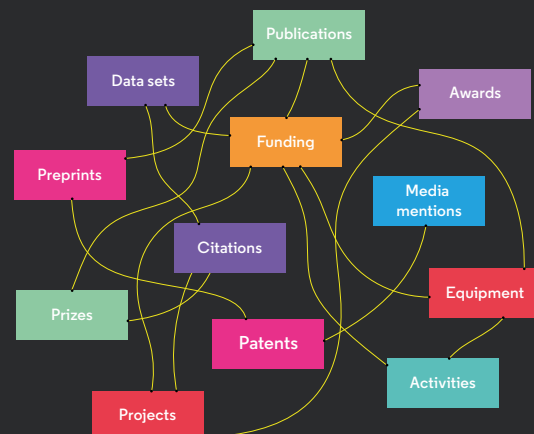 Publications
Data sets
Awards
Funding
Preprints
Media
mentions
Citations
Equipment
Prizes
Patents
Activities
Projects